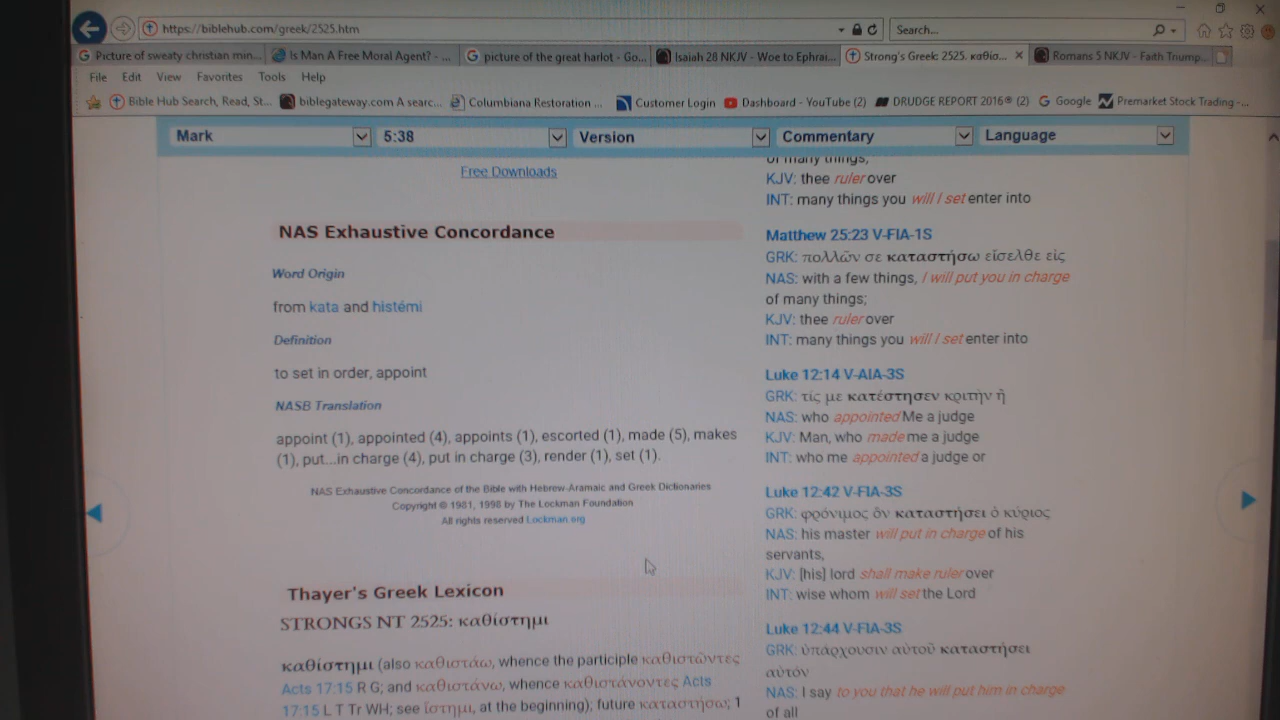 https://biblehub.com/greek/2525.htm
Search...
Picture of sweaty christian min...
Is Man A Free Moral Agent? - ...
picture of the great harlot - Go...
Isaiah 28 NKJV - Woe to Ephrai...
Strong's Greek: 2525. καθίσ...
Romans 5 NKJV - Faith Triump...
File Edit View Favorites Tools Help
Bible Hub Search, Read, St...
biblegateway.com A searc...
Columbiana Restoration ...
Customer Login
Dashboard - YouTube (2)
DRUDGE REPORT 2016® (2)
Google
Premarket Stock Trading -...
Mark 5:38 Version Commentary Language
Free Downloads
NAS Exhaustive Concordance
Word Origin
from kata and histémi
Definition
to set in order, appoint
NASB Translation
appoint (1), appointed (4), appoints (1), escorted (1), made (5), makes
(1), put...in charge (4), put in charge (3), render (1), set (1).
NAS Exhaustive Concordance of the Bible with Hebrew-Aramaic and Greek Dictionaries
Copyright © 1981, 1998 by The Lockman Foundation
All rights reserved Lockman.org
Thayer's Greek Lexicon
STRONGS NT 2525: καθίστημι
καθίστημι (also καθιστάω, whence the participle καθιστῶντες
Acts 17:15 R G; and καθιστάνω, whence καθιστάνοντες Acts
17:15 L T Tr WH; see ἵστημι, at the beginning); future καταστήσω; 1
of many things,
KJV: thee ruler over
INT: many things you will I set enter into
Matthew 25:23 V-FIA-1S
GRK: πολλῶν σε καταστήσω εἴσελθε εἰς
NAS: with a few things, I will put you in charge
of many things;
KJV: thee ruler over
INT: many things you will I set enter into
Luke 12:14 V-AIA-3S
GRK: τίς με κατέστησεν κριτὴν ἢ
NAS: who appointed Me a judge
KJV: Man, who made me a judge
INT: who me appointed a judge or
Luke 12:42 V-FIA-3S
GRK: φρόνιμος ὃν καταστήσει ὁ κύριος
NAS: his master will put in charge of his
servants,
KJV: [his] lord shall make ruler over
INT: wise whom will set the Lord
Luke 12:44 V-FIA-3S
GRK: ὑπάρχουσιν αὐτοῦ καταστήσει
αὐτόν
NAS: I say to you that he will put him in charge
of all